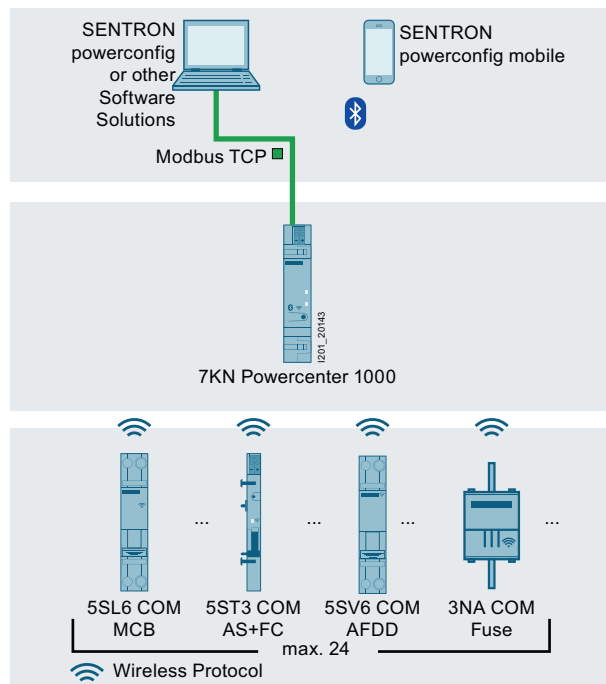 SENTRON
powerconfig
or other
Software
Solutions
SENTRON
powerconfig mobile
Modbus TCP
I201_20143
7KN Powercenter 1000
...
...
...
...
5SL6 COM
MCB
5ST3 COM
AS+FC
5SV6 COM
AFDD
3NA COM
Fuse
max. 24
Wireless Protocol